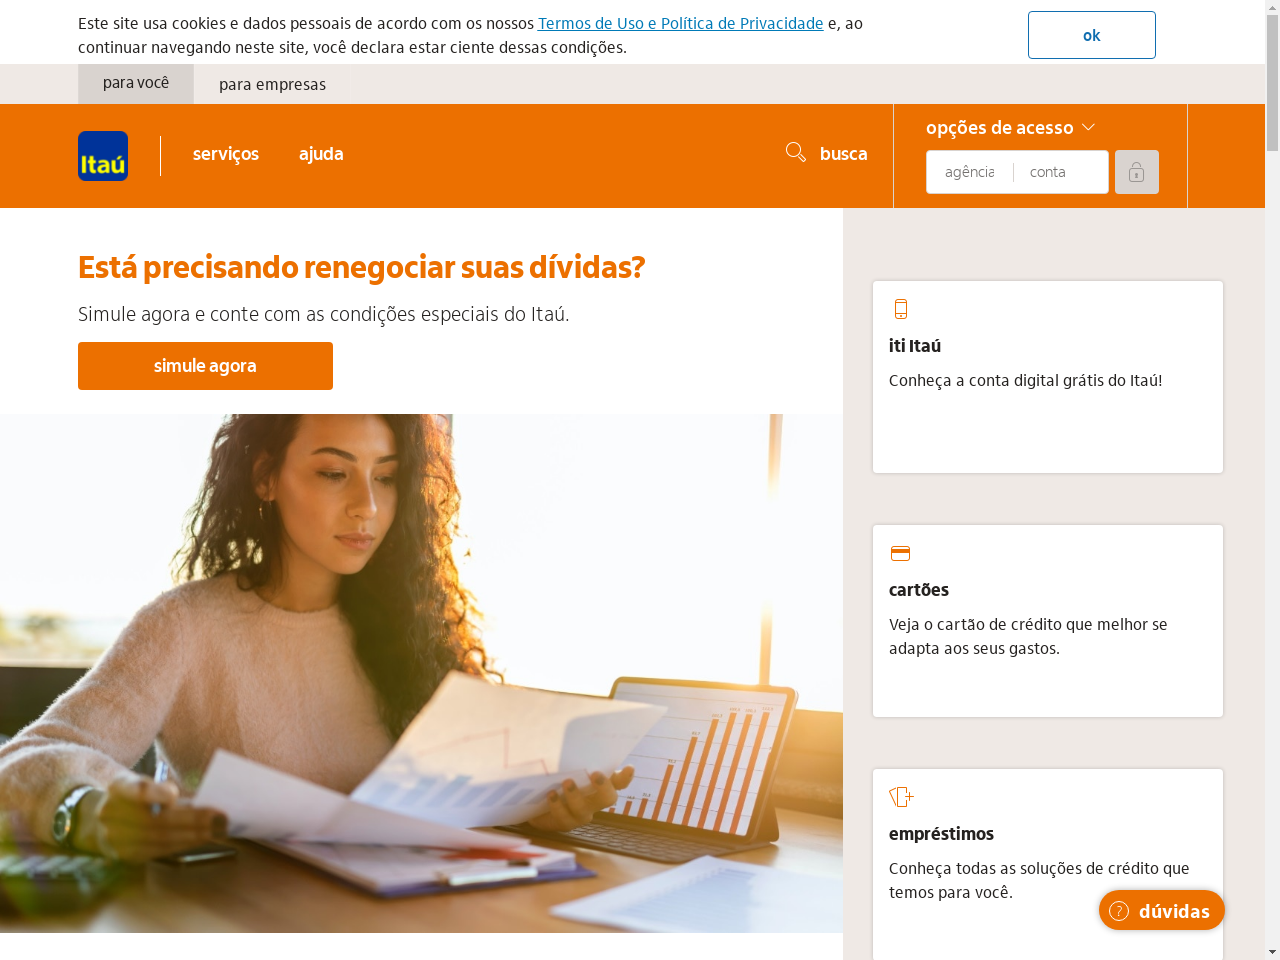 Este site usa cookies e dados pessoais de acordo com os nossos Termos de Uso e Política de Privacidade e, ao
continuar navegando neste site, você declara estar ciente dessas condições.
ok
para você
para empresas
Itaú
serviços
ajuda
busca
opções de acesso
agência
conta
Está precisando renegociar suas dívidas?
Simule agora e conte com as condições especiais do Itaú.
simule agora
iti Itaú
Conheça a conta digital grátis do Itaú!
cartões
Veja o cartão de crédito que melhor se
adapta aos seus gastos.
empréstimos
Conheça todas as soluções de crédito que
temos para você.
dúvidas